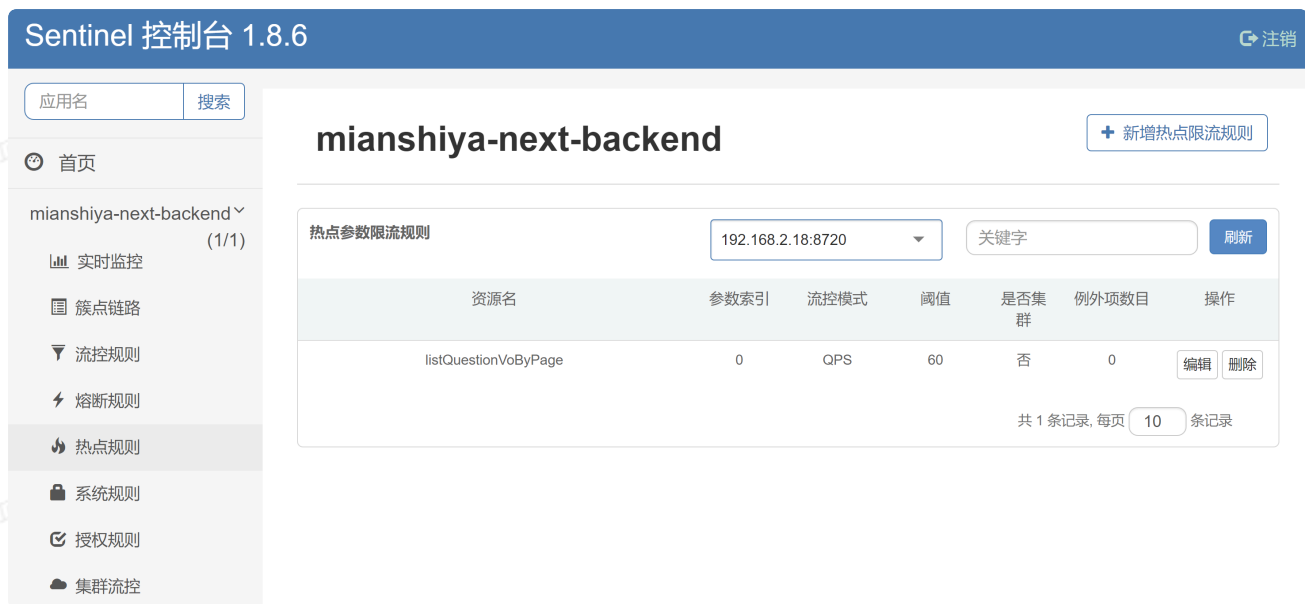 Sentinel 控制台 1.8.6
注销
应用名
搜索
首页
mianshiya-next-backend
(1/1)
实时监控
簇点链路
流控规则
熔断规则
热点规则
系统规则
授权规则
集群流控
mianshiya-next-backend
新增热点限流规则
热点参数限流规则
192.168.2.18:8720
关键字
刷新
资源名 参数索引 流控模式 阈值 是否集 例外项数目 操作
群
listQuestionVoByPage 0 QPS 60 否 0 编辑 删除
共 1 条记录, 每页 10 条记录